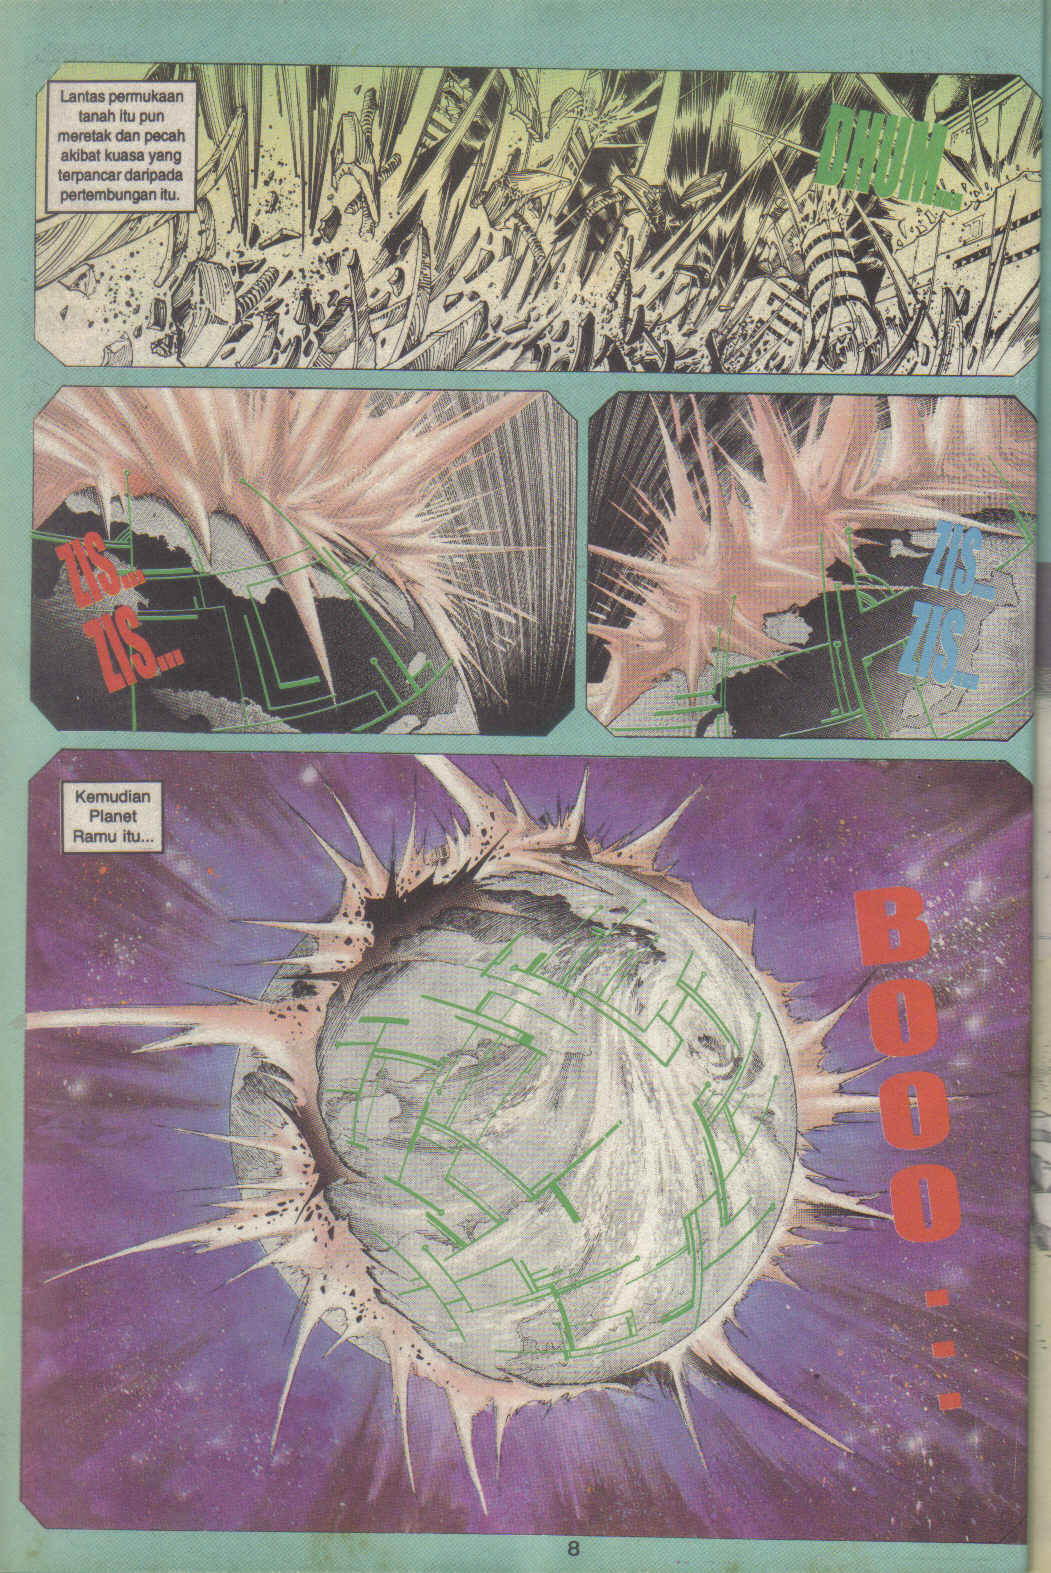 Lantas permukaan
tanah itu pun
meretak dan pecah
akibat kuasa yang
terpancar daripada
pertembungan itu.
DHUM...
ZIS...
ZIS...
ZIS...
ZIS...
Kemudian
Planet
Ramu itu...
BOOO...
8